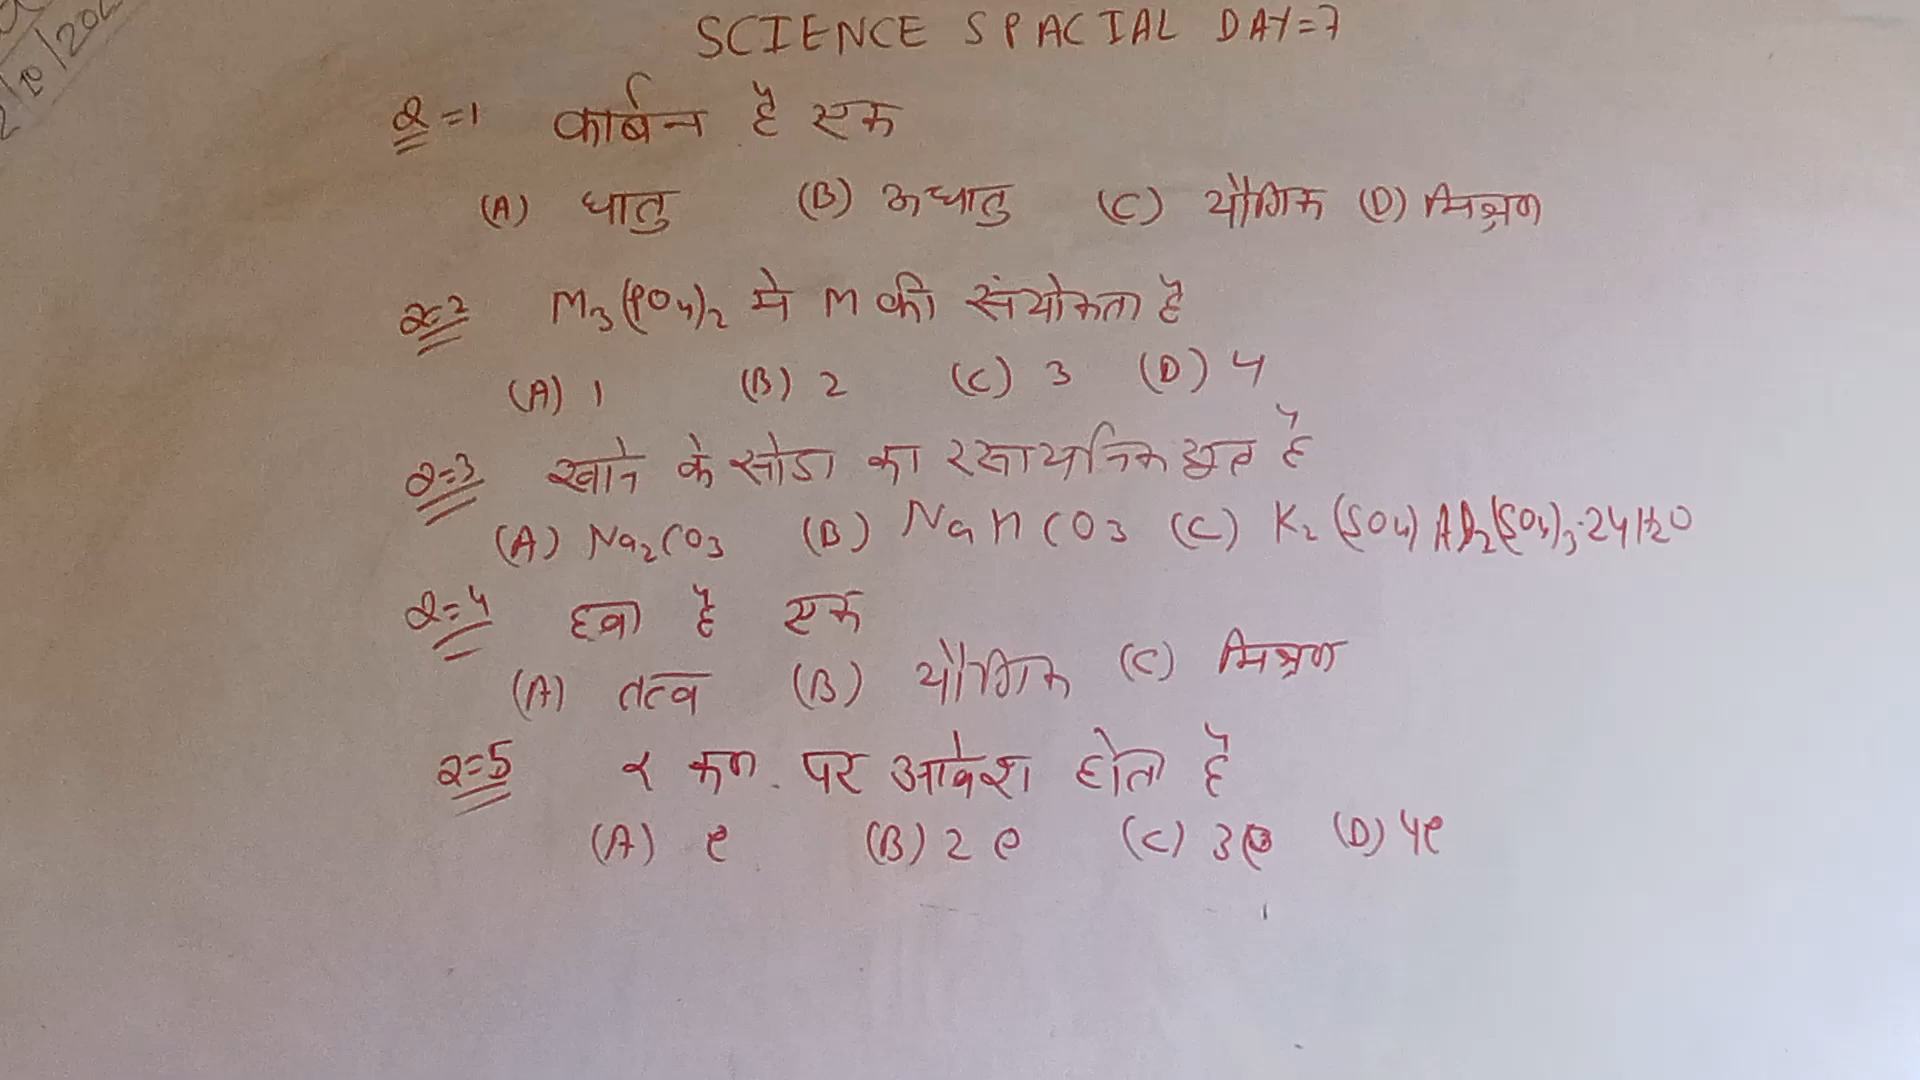 SCIENCE SPACIAL DAY=7
Q=1 कार्बन है एक
(A) धातु (B) अधातु (C) यौगिक (D) मिश्रण
Q=2 M₃(PO₄)₂ मे M की संयोकता है
(A) 1 (B) 2 (C) 3 (D) 4
Q=3 खाने के सोडा का रसायनिक सूत्र है
(A) Na₂CO₃ (B) NaHCO₃ (C) K₂(SO₄) Al₂(SO₄)₃·24H₂O
Q=4 हवा है एक
(A) तत्व (B) यौगिक (C) मिश्रण
Q=5 α कण पर आवेश होता है
(A) e (B) 2e (C) 3e (D) 4e